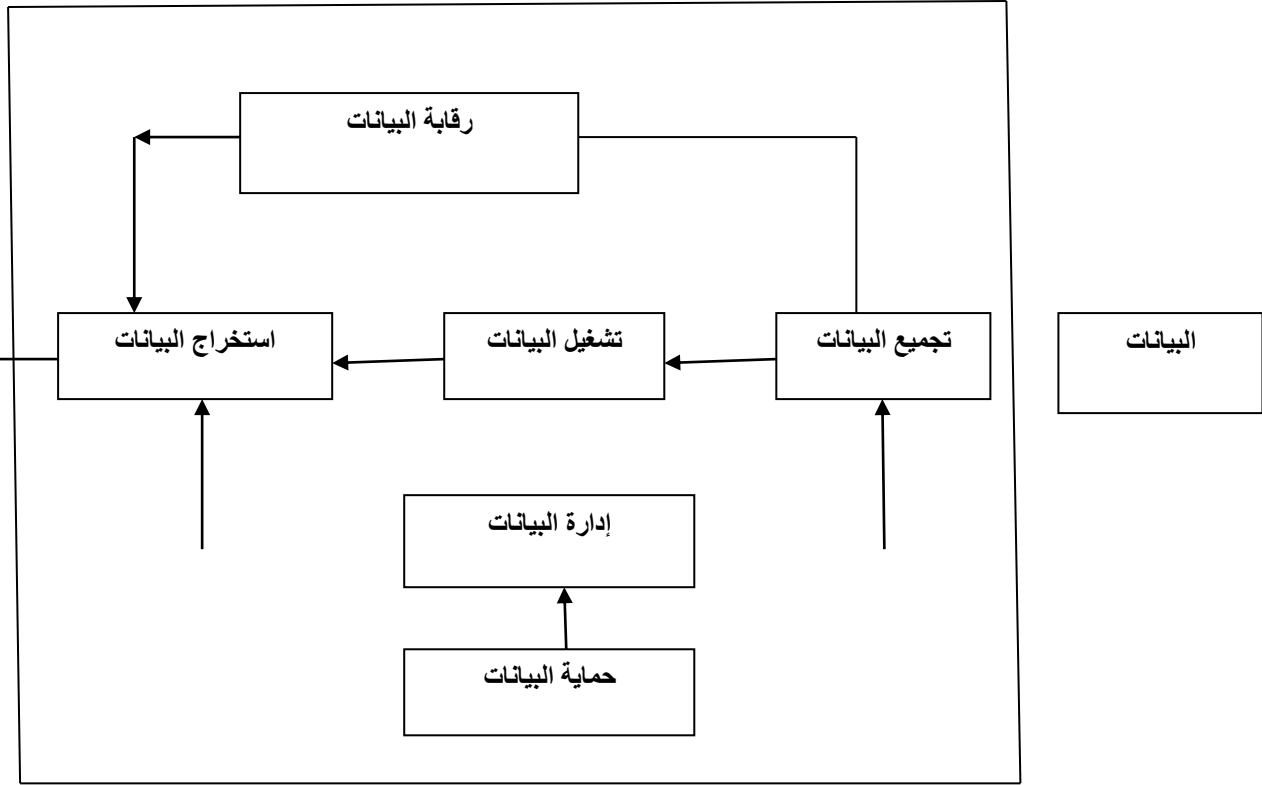 رقابة البيانات
البيانات
تجميع البيانات
تشغيل البيانات
استخراج البيانات
إدارة البيانات
حماية البيانات